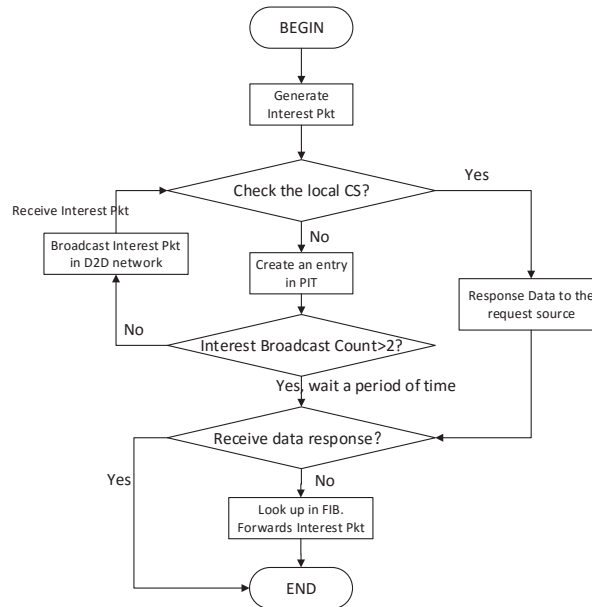 BEGIN
Generate
Interest Pkt
Check the local CS?
Yes
Receive Interest Pkt
No
Broadcast Interest Pkt
in D2D network
Create an entry
in PIT
Response Data to the
request source
No
Interest Broadcast Count>2?
Yes, wait a period of time
Receive data response?
Yes
No
Look up in FIB.
Forwards Interest Pkt
END